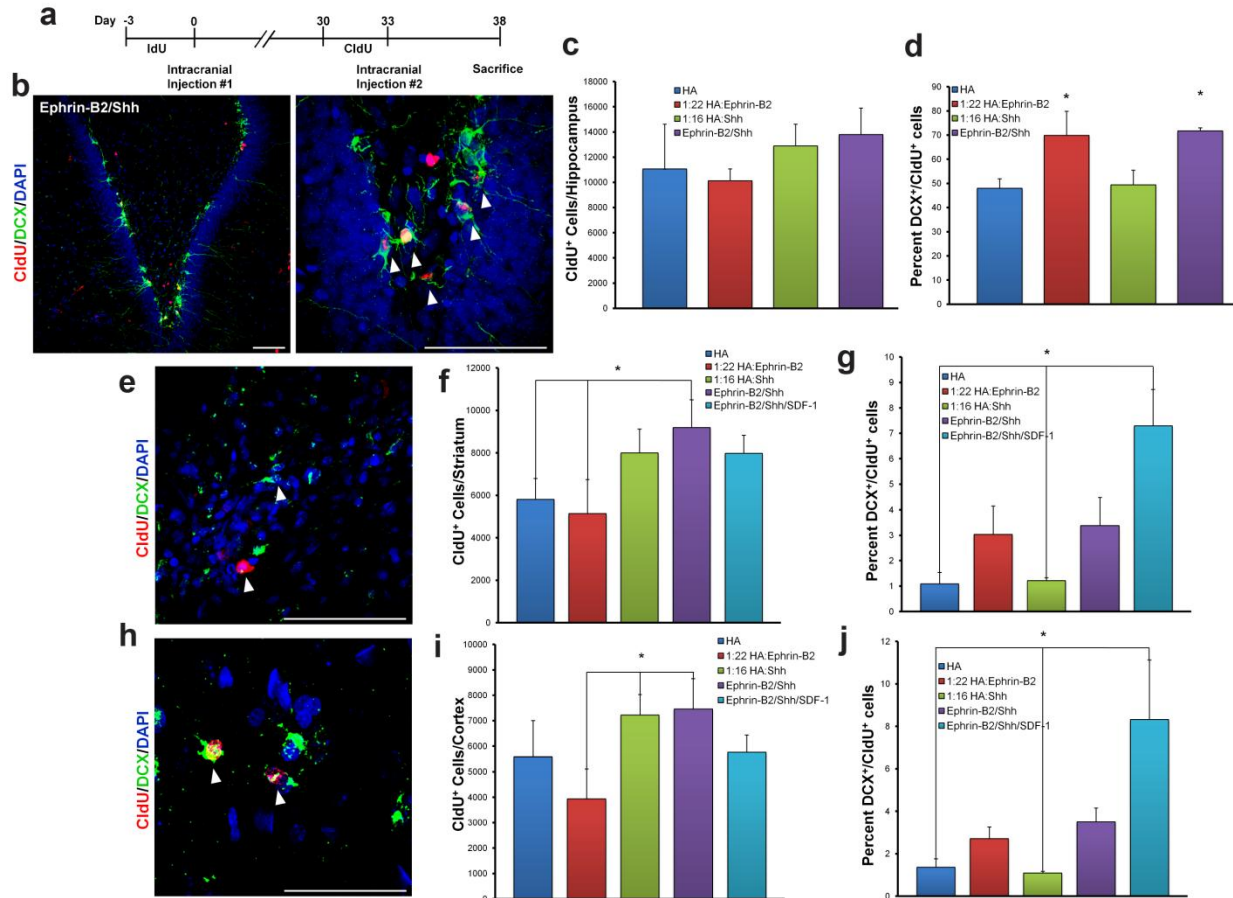 a
Day -3 0 30 33 38
IdU CldU
Intracranial Injection #1
Intracranial Injection #2
Sacrifice
b
Ephrin-B2/Shh
CldU/DCX/DAPI
c
CldU⁺ Cells/Hippocampus
18000
16000
14000
12000
10000
8000
6000
4000
2000
0
HA
1:22 HA:Ephrin-B2
1:16 HA:Shh
Ephrin-B2/Shh
d
Percent DCX⁺/CldU⁺ cells
90
80
70
60
50
40
30
20
10
0
HA
1:22 HA:Ephrin-B2
1:16 HA:Shh
Ephrin-B2/Shh
*
*
e
CldU/DCX/DAPI
f
CldU⁺ Cells/Striatum
12000
10000
8000
6000
4000
2000
0
*
HA
1:22 HA:Ephrin-B2
1:16 HA:Shh
Ephrin-B2/Shh
Ephrin-B2/Shh/SDF-1
g
Percent DCX⁺/CldU⁺ cells
10
9
8
7
6
5
4
3
2
1
0
*
HA
1:22 HA:Ephrin-B2
1:16 HA:Shh
Ephrin-B2/Shh
Ephrin-B2/Shh/SDF-1
h
CldU/DCX/DAPI
i
CldU⁺ Cells/Cortex
10000
9000
8000
7000
6000
5000
4000
3000
2000
1000
0
*
HA
1:22 HA:Ephrin-B2
1:16 HA:Shh
Ephrin-B2/Shh
Ephrin-B2/Shh/SDF-1
j
Percent DCX⁺/CldU⁺ cells
12
10
8
6
4
2
0
*
HA
1:22 HA:Ephrin-B2
1:16 HA:Shh
Ephrin-B2/Shh
Ephrin-B2/Shh/SDF-1